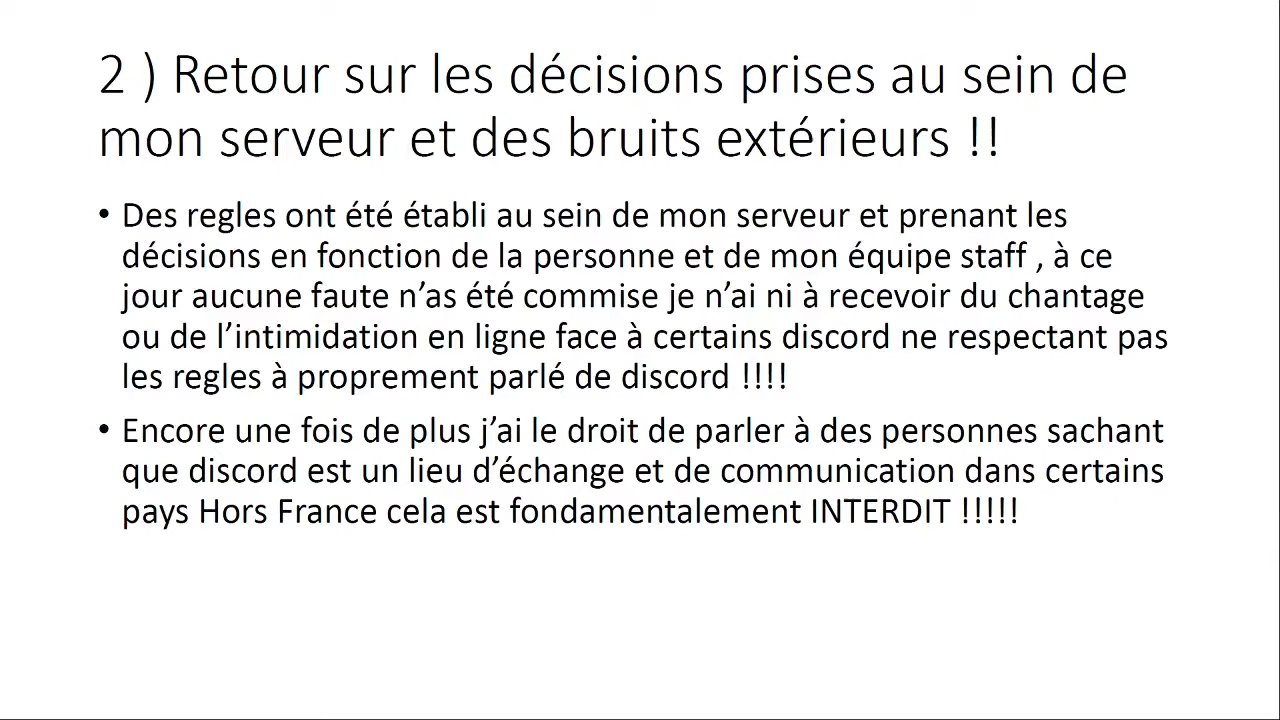 2 ) Retour sur les décisions prises au sein de
mon serveur et des bruits extérieurs !!
• Des regles ont été établi au sein de mon serveur et prenant les
décisions en fonction de la personne et de mon équipe staff , à ce
jour aucune faute n’as été commise je n’ai ni à recevoir du chantage
ou de l’intimidation en ligne face à certains discord ne respectant pas
les regles à proprement parlé de discord !!!!
• Encore une fois de plus j’ai le droit de parler à des personnes sachant
que discord est un lieu d’échange et de communication dans certains
pays Hors France cela est fondamentalement INTERDIT !!!!!